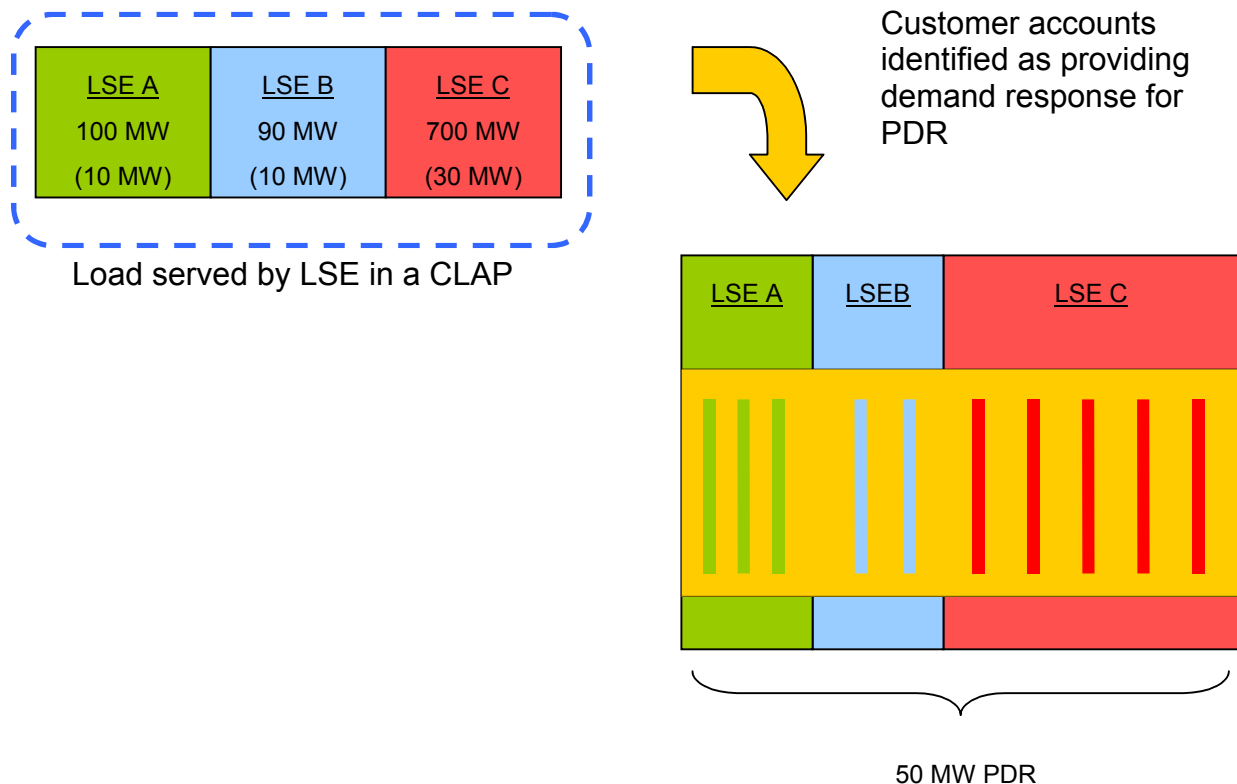 LSE A
100 MW
(10 MW)
LSE B
90 MW
(10 MW)
LSE C
700 MW
(30 MW)
Load served by LSE in a CLAP
Customer accounts
identified as providing
demand response for
PDR
LSE A
LSEB
LSE C
50 MW PDR